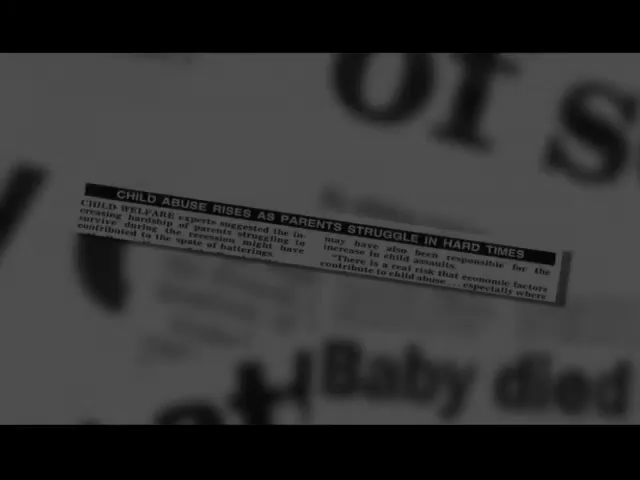 of s
CHILD ABUSE RISES AS PARENTS STRUGGLE IN HARD TIMES
CHILD WELFARE experts suggested the in-
creasing hardship of parents struggling to
survive during the recession might have
contributed to the spate of batterings.
may have also been responsible for the
increase in child assaults.
"There is a real risk that economic factors
contribute to child abuse . . . especially where
Baby died